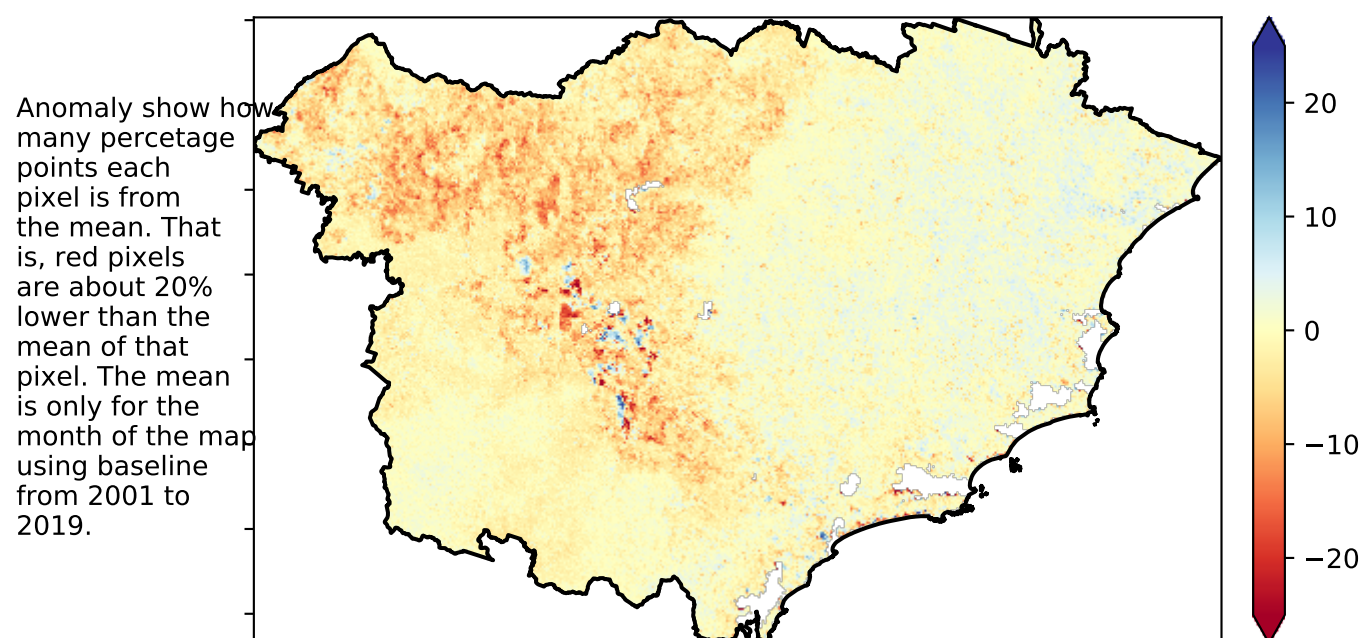 Anomaly show how
many percetage
points each
pixel is from
the mean. That
is, red pixels
are about 20%
lower than the
mean of that
pixel. The mean
is only for the
month of the map
using baseline
from 2001 to
2019.
20
10
0
−10
−20